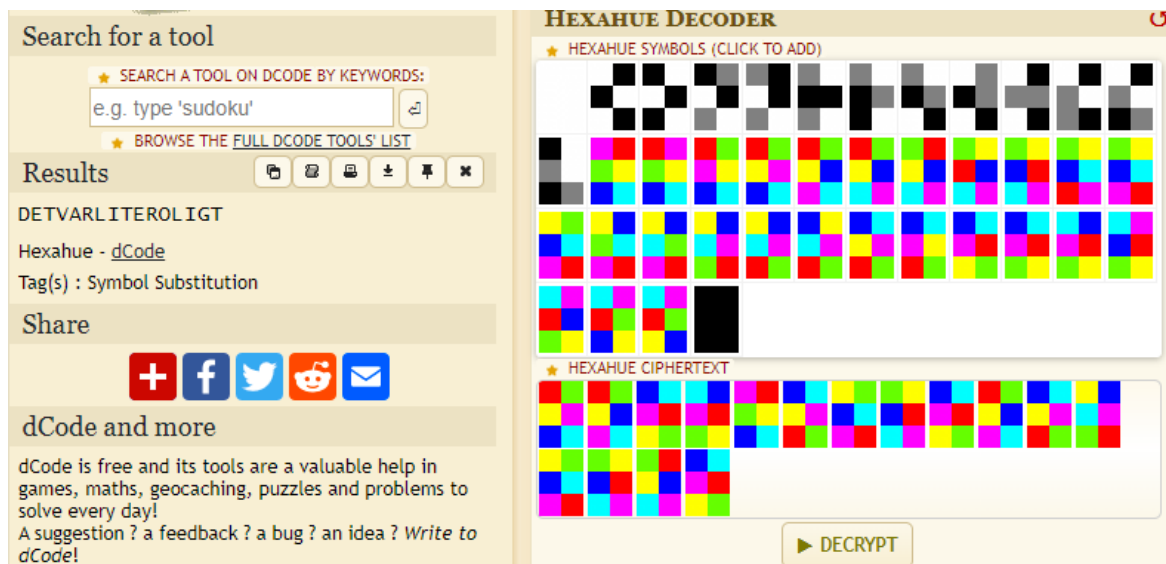 Search for a tool
SEARCH A TOOL ON DCODE BY KEYWORDS:
e.g. type 'sudoku'
BROWSE THE FULL DCODE TOOLS' LIST
Results
DETVARLITEROLIGT
Hexahue - dCode
Tag(s) : Symbol Substitution
Share
dCode and more
dCode is free and its tools are a valuable help in
games, maths, geocaching, puzzles and problems to
solve every day!
A suggestion ? a feedback ? a bug ? an idea ? Write to
dCode!
HEXAHUE DECODER
HEXAHUE SYMBOLS (CLICK TO ADD)
HEXAHUE CIPHERTEXT
DECRYPT